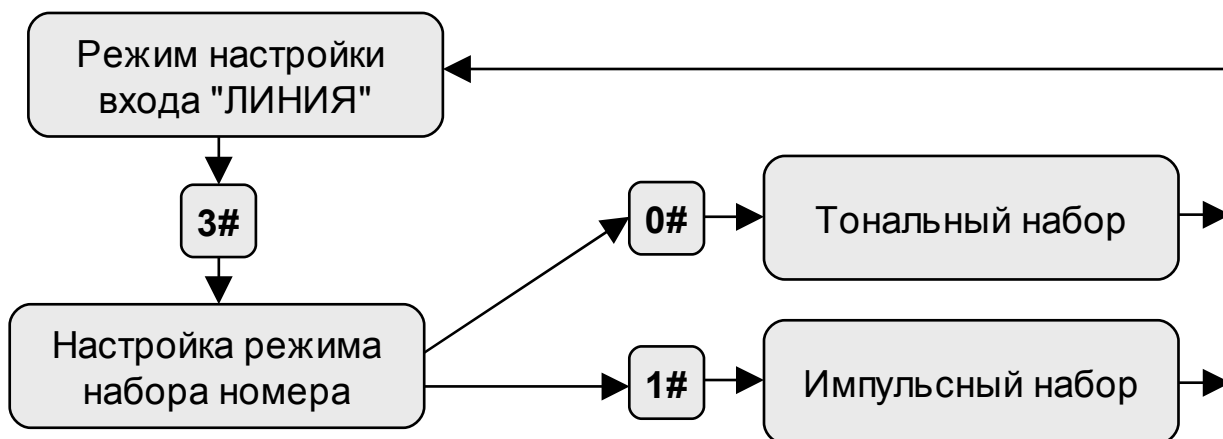 Режим настройки
входа "ЛИНИЯ"
3#
Настройка режима
набора номера
0#
Тональный набор
1#
Импульсный набор